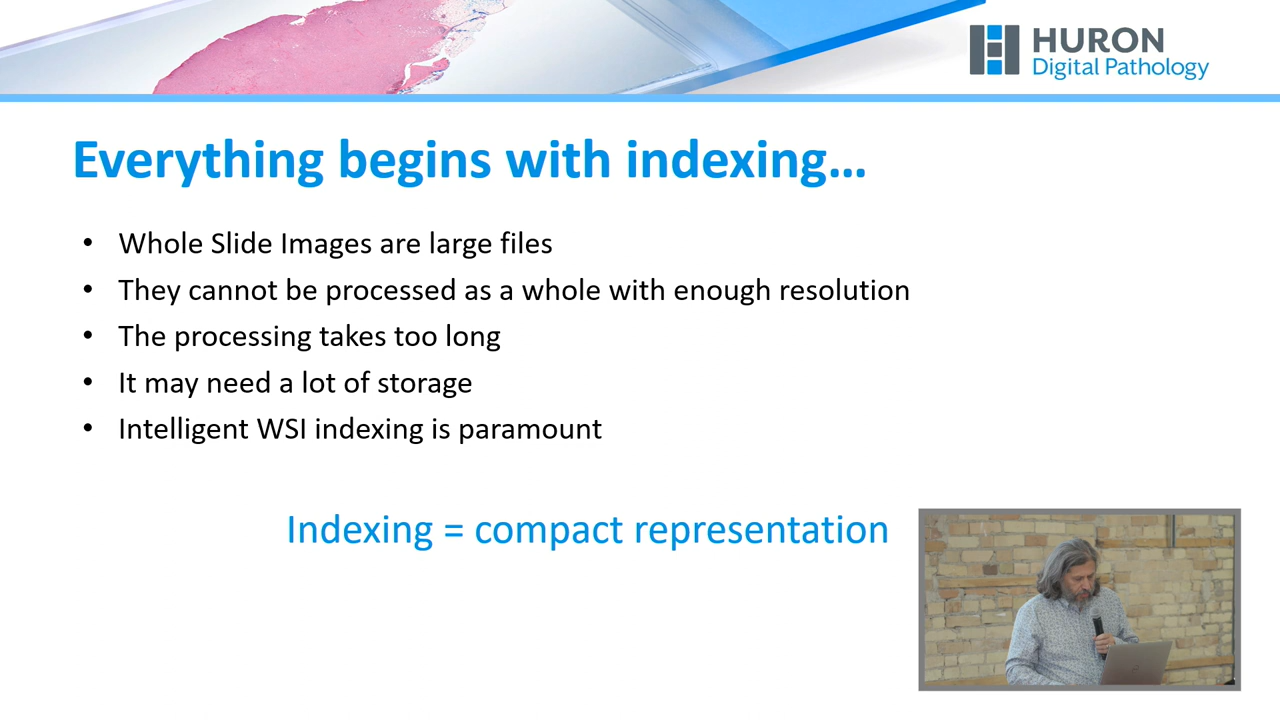 HURON
Digital Pathology
Everything begins with indexing...
• Whole Slide Images are large files
• They cannot be processed as a whole with enough resolution
• The processing takes too long
• It may need a lot of storage
• Intelligent WSI indexing is paramount
Indexing = compact representation